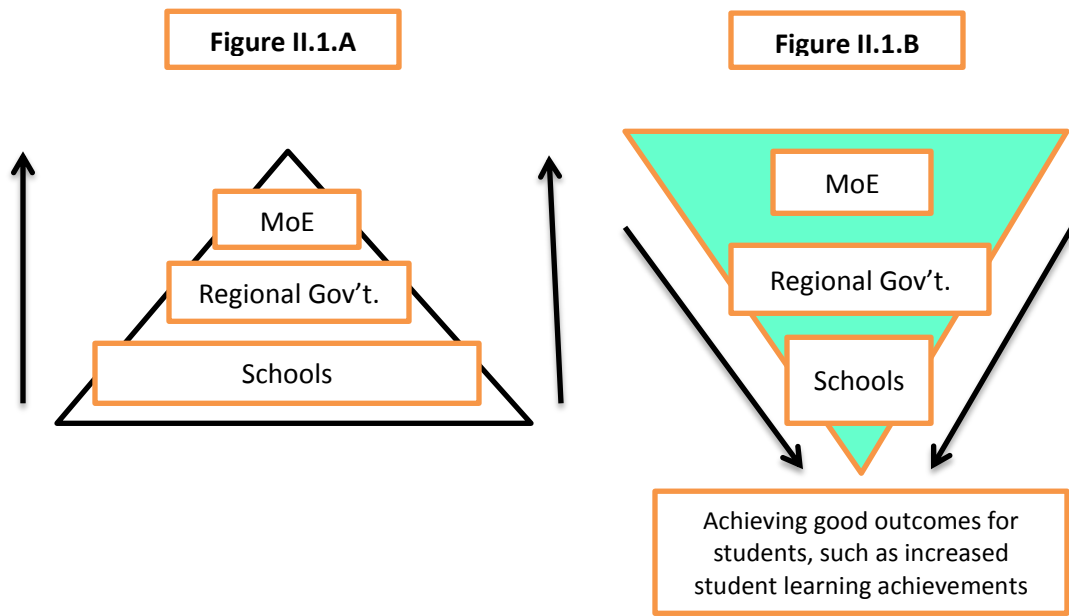 Figure II.1.A
MoE
Regional Gov’t.
Schools
Figure II.1.B
MoE
Regional Gov’t.
Schools
Achieving good outcomes for
students, such as increased
student learning achievements